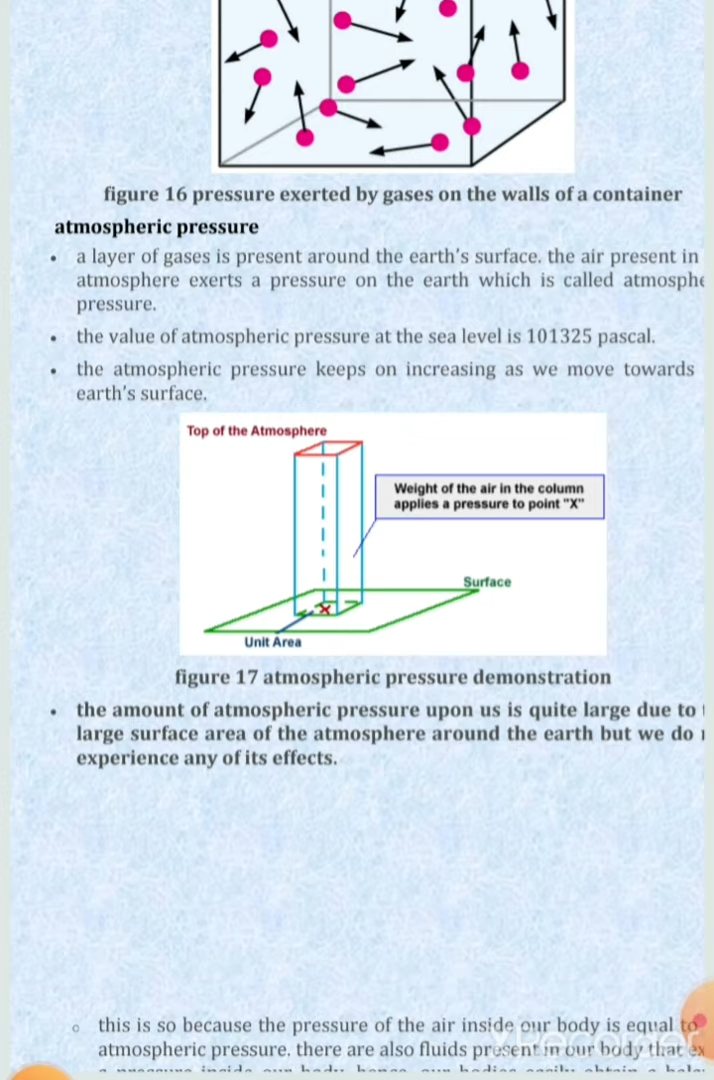 figure 16 pressure exerted by gases on the walls of a container
atmospheric pressure
• a layer of gases is present around the earth's surface. the air present in
atmosphere exerts a pressure on the earth which is called
pressure.
• the value of atmospheric pressure at the sea level is 101325 pascal.
• the atmospheric pressure keeps on increasing as we move towards
earth's surface.
Top of the Atmosphere
Weight of the air in the column
applies a pressure to point "X"
Surface
X
Unit Area
figure 17 atmospheric pressure demonstration
• the amount of atmospheric pressure upon us is quite large due to
large surface area of the atmosphere around the earth but we do
experience any of its effects.
o this is so because the pressure of the air inside our body is equal to
atmospheric pressure. there are also fluids present in our body that